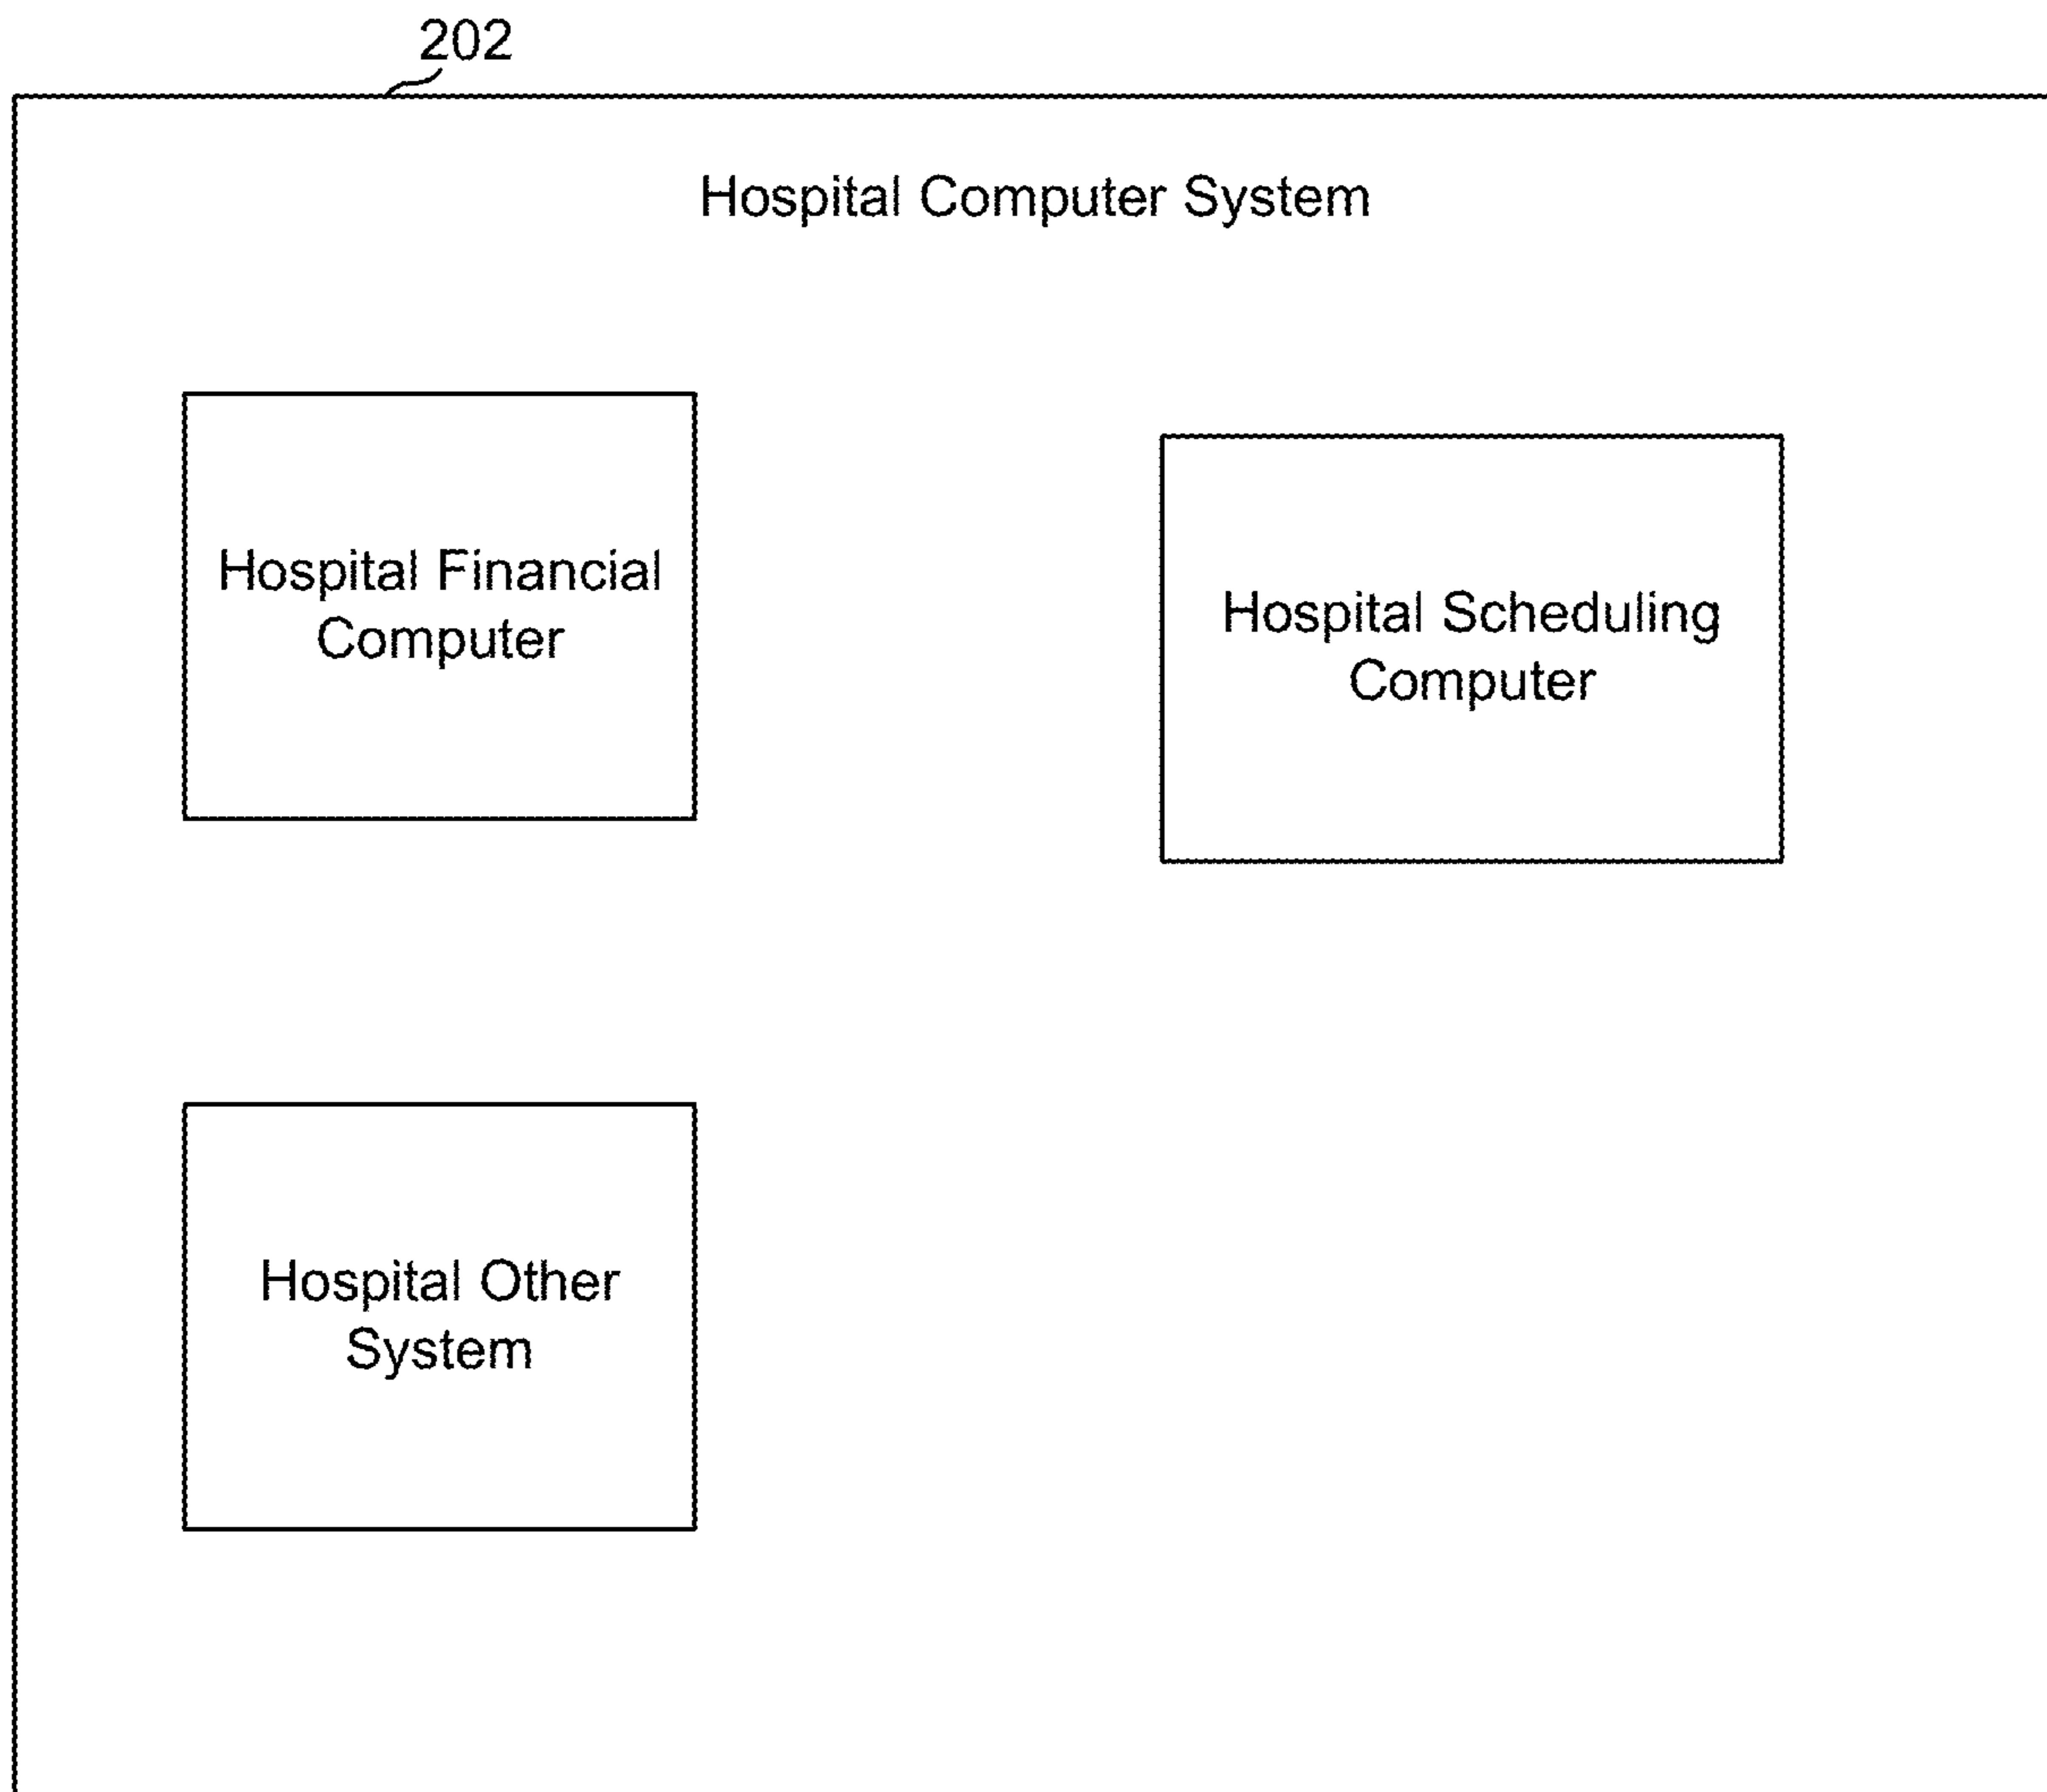 202
Hospital Computer System
Hospital Financial
Computer
Hospital Scheduling
Computer
Hospital Other
System